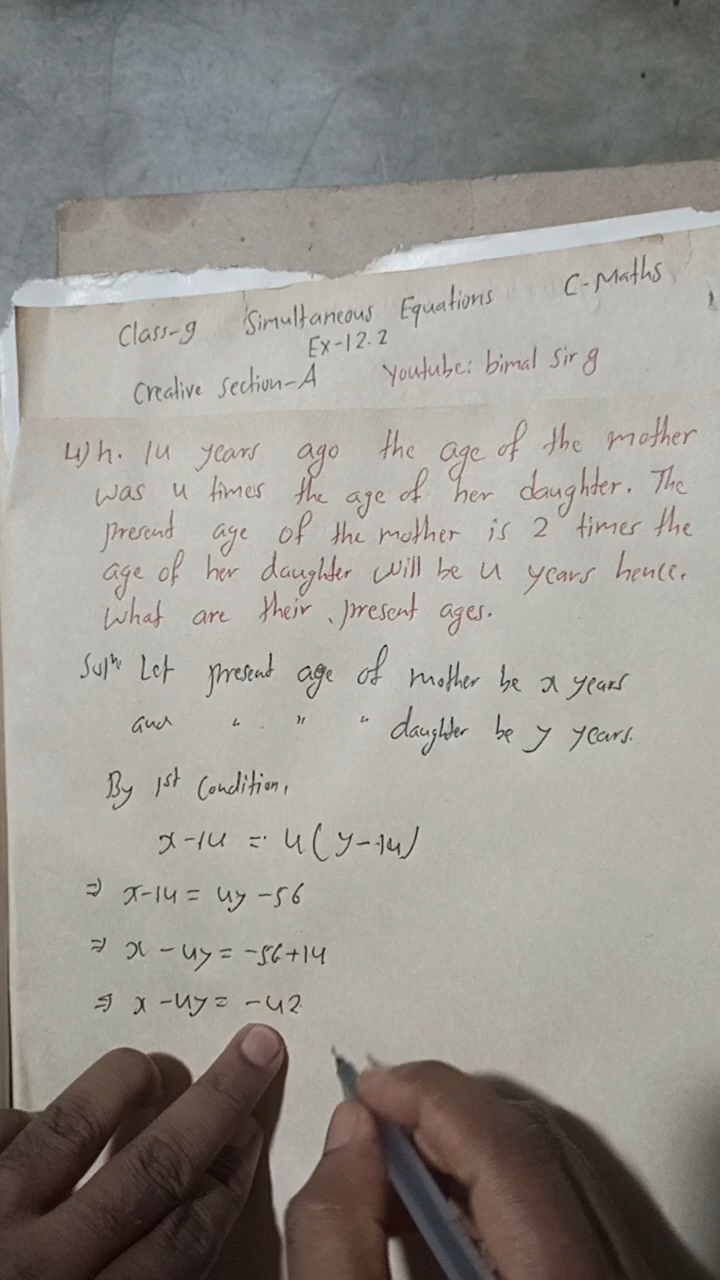 Class-9 Simultaneous Equations C-Maths
Ex-12.2
Creative Section-A Youtube: bimal sir g
4) h. 14 years ago the age of the mother
was 4 times the age of her daughter. The
present age of the mother is 2 times the
age of her daughter will be 4 years hence.
What are their present ages.
Solⁿ Let present age of mother be x years
and " " " daughter be y years.
By 1st Condition,
x-14 = 4(y-14)
⇒ x-14 = 4y -56
⇒ x - 4y = -56+14
⇒ x -4y = -42